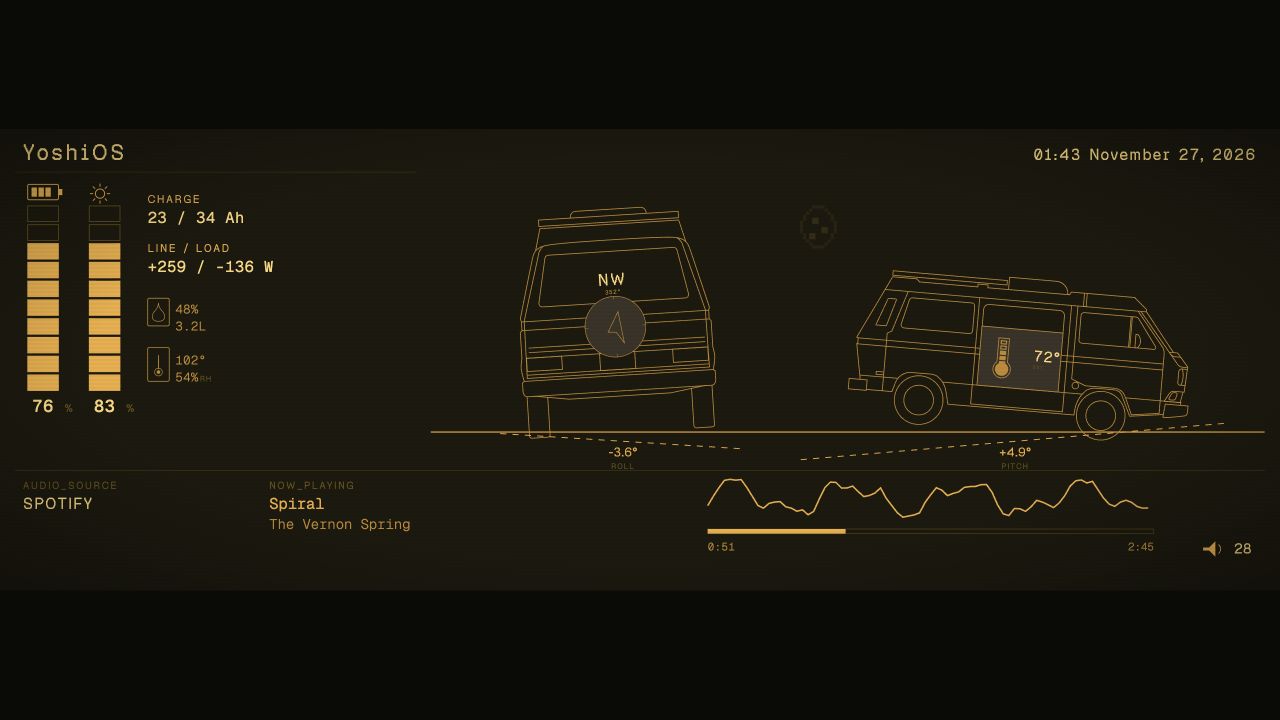 YoshiOS
01:43 November 27, 2026
CHARGE
23 / 34 Ah
LINE / LOAD
+259 / -136 W
48%
3.2L
102°
54%RH
76 %
83 %
NW
352°
72°
-3.6°
ROLL
+4.9°
PITCH
AUDIO_SOURCE
SPOTIFY
NOW_PLAYING
Spiral
The Vernon Spring
0:51
2:45
28